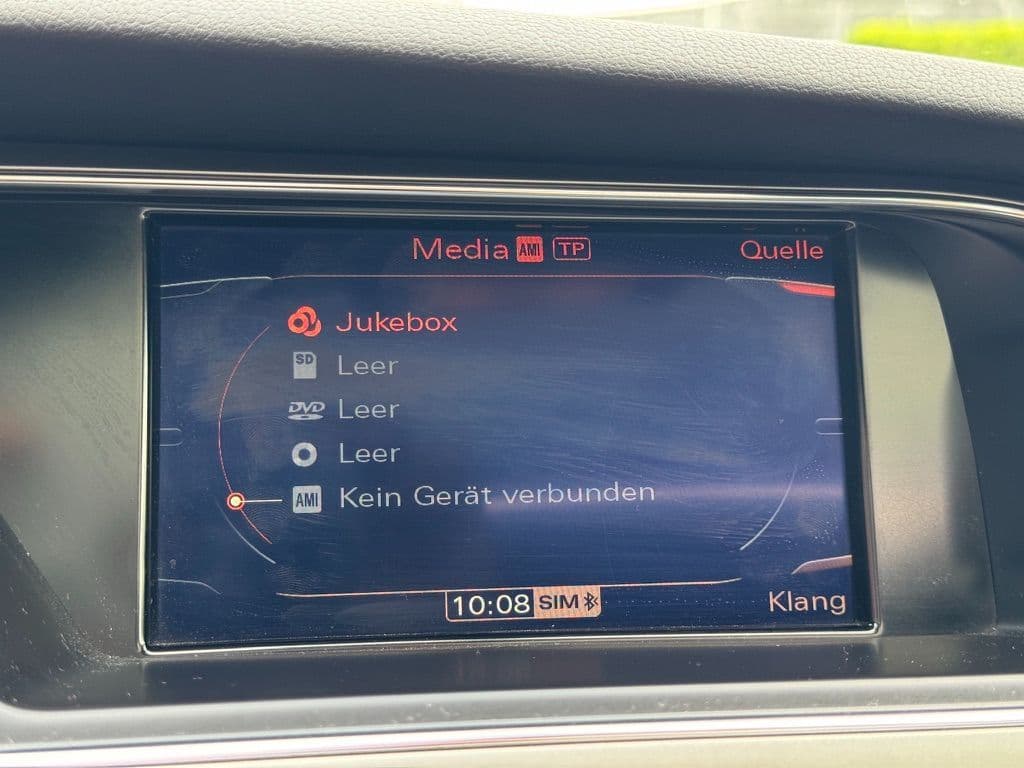 Media AMI TP Quelle
Jukebox
SD Leer
DVD Leer
Leer
AMI Kein Gerät verbunden
10:08 SIM Klang